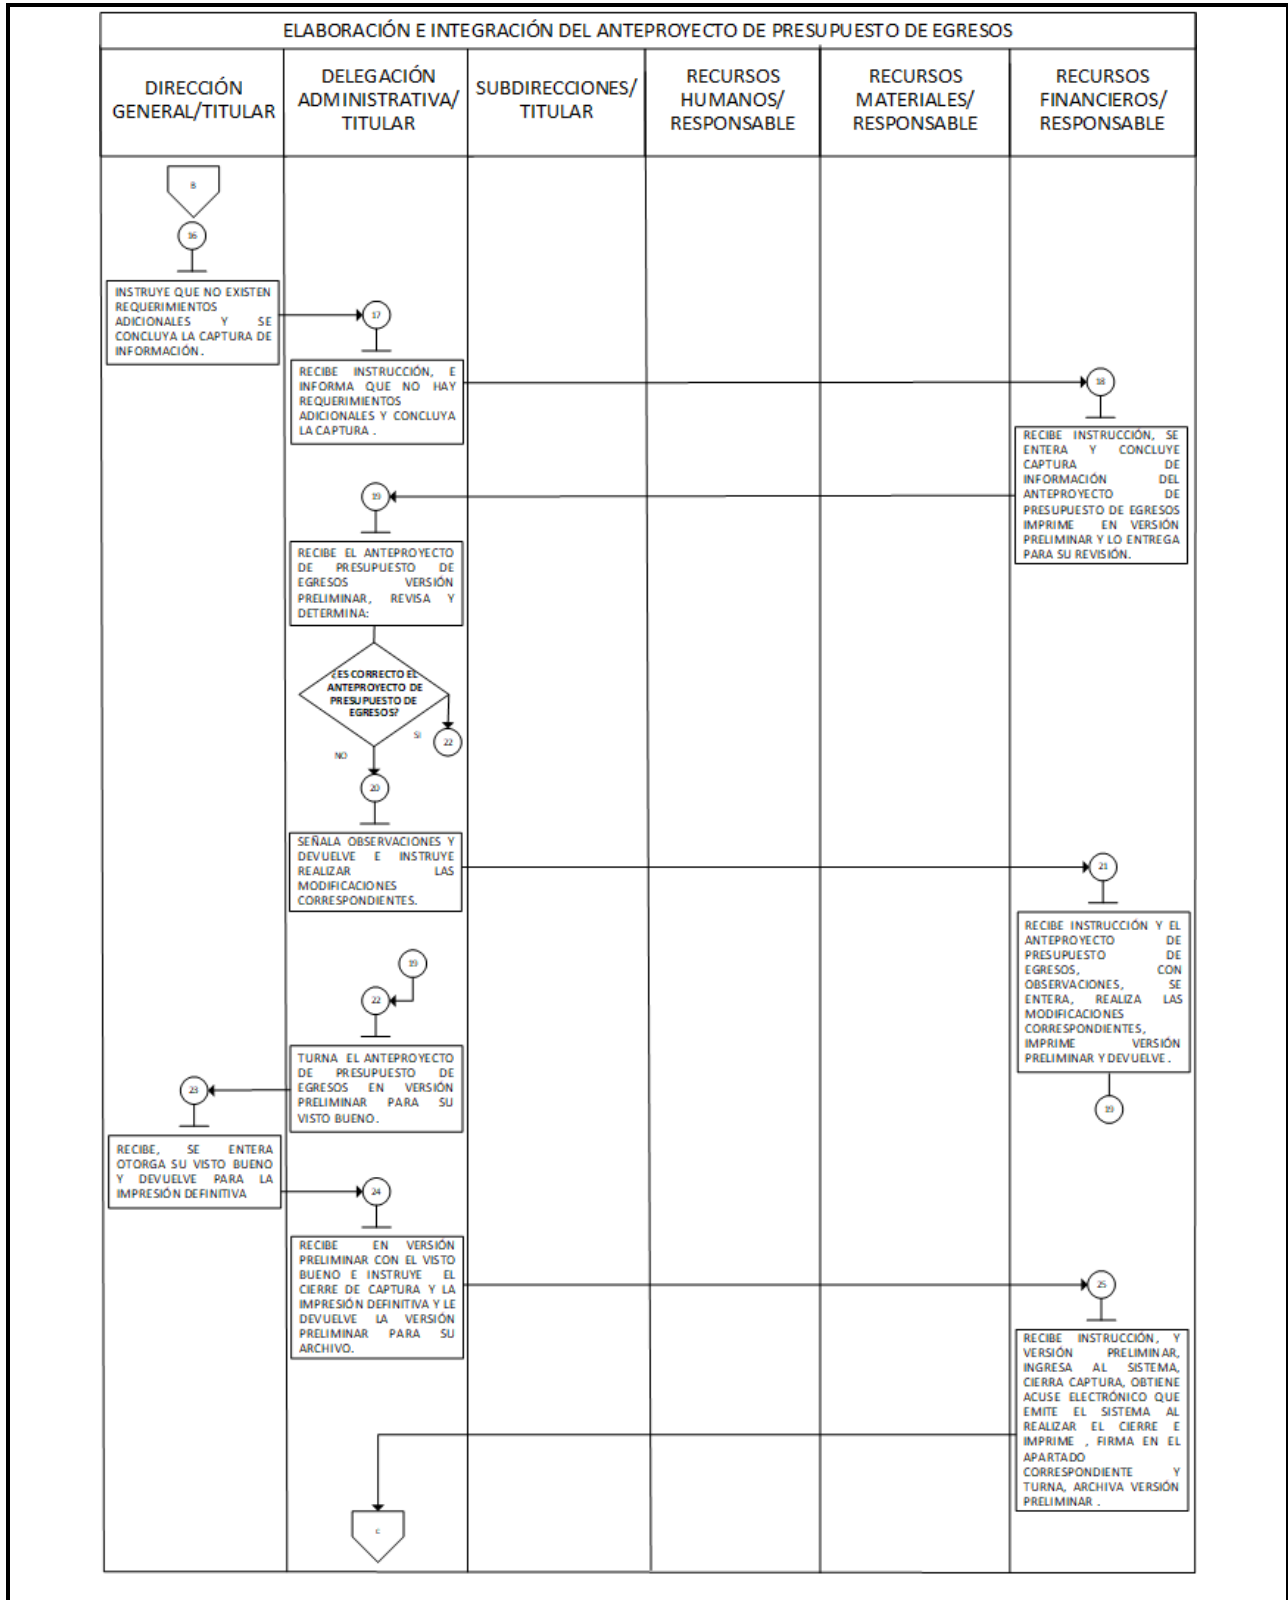 ELABORACIÓN E INTEGRACIÓN DEL ANTEPROYECTO DE PRESUPUESTO DE EGRESOS
DIRECCIÓN
GENERAL/TITULAR
DELEGACIÓN
ADMINISTRATIVA/
TITULAR
SUBDIRECCIONES/
TITULAR
RECURSOS
HUMANOS/
RESPONSABLE
RECURSOS
MATERIALES/
RESPONSABLE
RECURSOS
FINANCIEROS/
RESPONSABLE
B
16
INSTRUYE QUE NO EXISTEN
REQUERIMIENTOS
ADICIONALES Y SE
CONCLUYA LA CAPTURA DE
INFORMACIÓN.
17
RECIBE INSTRUCCIÓN, E
INFORMA QUE NO HAY
REQUERIMIENTOS
ADICIONALES Y CONCLUYA
LA CAPTURA .
18
RECIBE INSTRUCCIÓN, SE
ENTERA Y CONCLUYE
CAPTURA DE
INFORMACIÓN DEL
ANTEPROYECTO DE
PRESUPUESTO DE EGRESOS
IMPRIME EN VERSIÓN
PRELIMINAR Y LO ENTREGA
PARA SU REVISIÓN.
19
RECIBE EL ANTEPROYECTO
DE PRESUPUESTO DE
EGRESOS VERSIÓN
PRELIMINAR, REVISA Y
DETERMINA:
¿ES CORRECTO EL
ANTEPROYECTO DE
PRESUPUESTO DE
EGRESOS?
SI
22
NO
20
SEÑALA OBSERVACIONES Y
DEVUELVE E INSTRUYE
REALIZAR LAS
MODIFICACIONES
CORRESPONDIENTES.
21
RECIBE INSTRUCCIÓN Y EL
ANTEPROYECTO DE
PRESUPUESTO DE
EGRESOS, CON
OBSERVACIONES, SE
ENTERA, REALIZA LAS
MODIFICACIONES
CORRESPONDIENTES,
IMPRIME VERSIÓN
PRELIMINAR Y DEVUELVE .
19
19
22
TURNA EL ANTEPROYECTO
DE PRESUPUESTO DE
EGRESOS EN VERSIÓN
PRELIMINAR PARA SU
VISTO BUENO.
23
RECIBE, SE ENTERA
OTORGA SU VISTO BUENO
Y DEVUELVE PARA LA
IMPRESIÓN DEFINITIVA
24
RECIBE EN VERSIÓN
PRELIMINAR CON EL VISTO
BUENO E INSTRUYE EL
CIERRE DE CAPTURA Y LA
IMPRESIÓN DEFINITIVA Y LE
DEVUELVE LA VERSIÓN
PRELIMINAR PARA SU
ARCHIVO.
25
RECIBE INSTRUCCIÓN, Y
VERSIÓN PRELIMINAR,
INGRESA AL SISTEMA,
CIERRA CAPTURA, OBTIENE
ACUSE ELECTRÓNICO QUE
EMITE EL SISTEMA AL
REALIZAR EL CIERRE E
IMPRIME , FIRMA EN EL
APARTADO
CORRESPONDIENTE Y
TURNA, ARCHIVA VERSIÓN
PRELIMINAR .
C